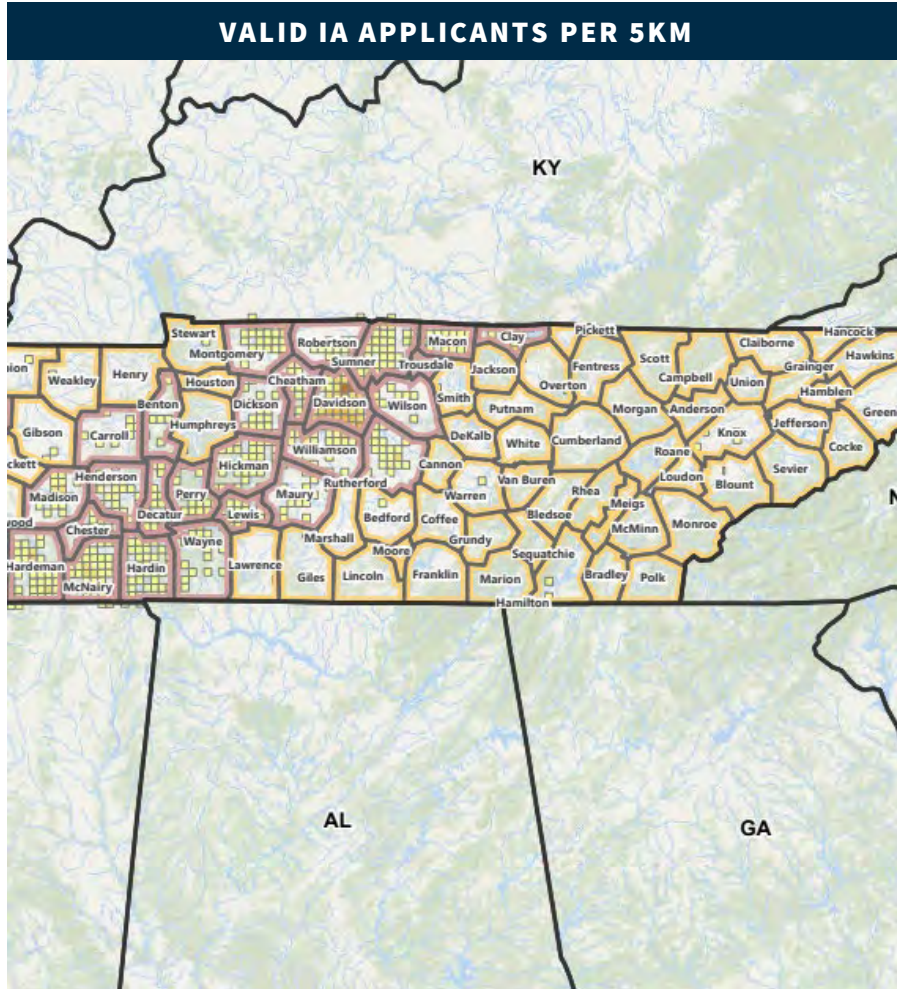 VALID IA APPLICANTS PER 5KM
KY
Stewart
Pickett
Hancock
Montgomery
Robertson
Macon
Clay
Claiborne
Sumner
Trousdale
Scott
Hawkins
Weakley
Henry
Houston
Cheatham
Jackson
Fentress
Campbell
Union
Grainger
Overton
Hamblen
Benton
Dickson
Davidson
Wilson
Smith
Putnam
Morgan
Anderson
Green
Gibson
Carroll
Humphreys
DeKalb
White
Cumberland
Knox
Jefferson
Cocke
Williamson
Roane
ckett
Henderson
Hickman
Rutherford
Cannon
Van Buren
Loudon
Blount
Sevier
Madison
Perry
Maury
Warren
Rhea
Meigs
wood
Decatur
Lewis
Bedford
Coffee
Bledsoe
McMinn
Monroe
Chester
Wayne
Marshall
Moore
Grundy
Sequatchie
Hardeman
McNairy
Hardin
Lawrence
Giles
Lincoln
Franklin
Marion
Bradley
Polk
Hamilton
AL
GA